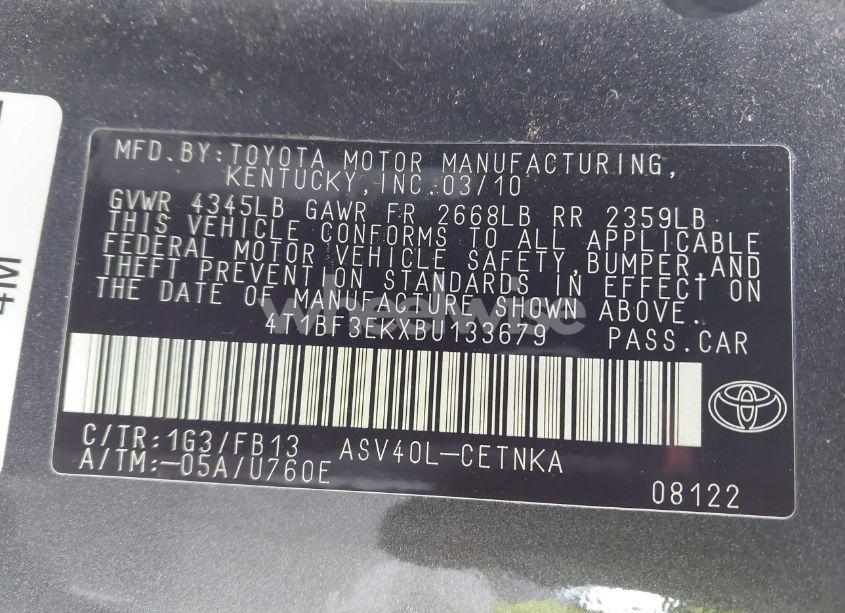 MFD.BY:TOYOTA MOTOR MANUFACTURING,
KENTUCKY,INC.03/10
GVWR 4345LB GAWR FR 2668LB RR 2359LB
THIS VEHICLE CONFORMS TO ALL APPLICABLE
FEDERAL MOTOR VEHICLE SAFETY,BUMPER,AND
THEFT PREVENTION STANDARDS IN EFFECT ON
THE DATE OF MANUFACTURE SHOWN ABOVE.
wheelwise
4T1BF3EKXBU133679 PASS.CAR
C/TR:1G3/FB13 ASV40L-CETNKA
A/TM:-05A/U760E
08122
4M